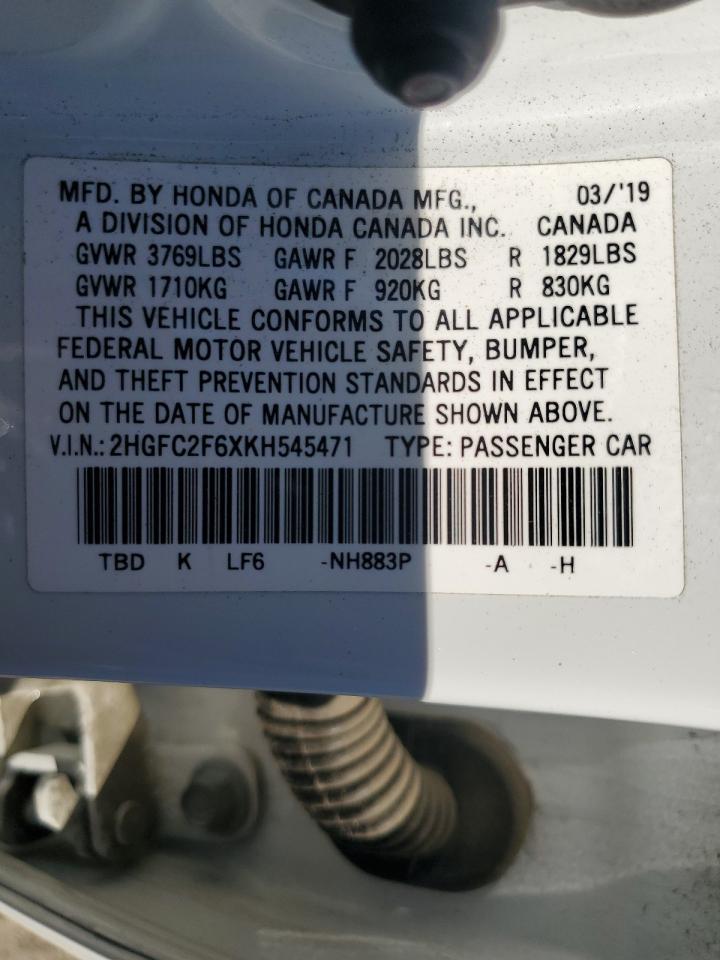 MFD. BY HONDA OF CANADA MFG., 03/'19
A DIVISION OF HONDA CANADA INC. CANADA
GVWR 3769LBS GAWR F 2028LBS R 1829LBS
GVWR 1710KG GAWR F 920KG R 830KG
THIS VEHICLE CONFORMS TO ALL APPLICABLE
FEDERAL MOTOR VEHICLE SAFETY, BUMPER,
AND THEFT PREVENTION STANDARDS IN EFFECT
ON THE DATE OF MANUFACTURE SHOWN ABOVE.
V.I.N.: 2HGFC2F6XKH545471 TYPE: PASSENGER CAR
TBD K LF6 -NH883P -A -H